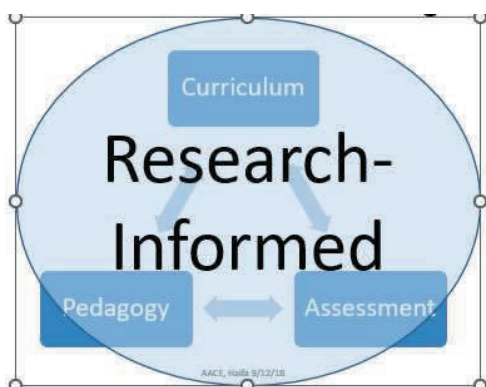 Curriculum
Research-
Informed
Pedagogy
Assessment
AACE, Haifa 9/12/18